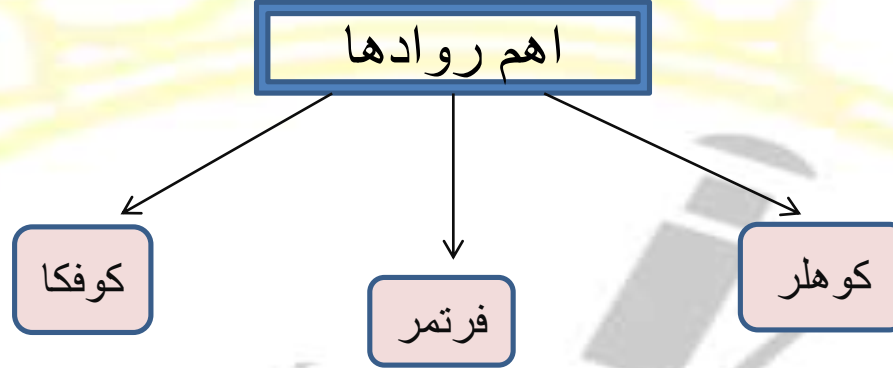 اهم روادها
كوهلر
فرتمر
كوفكا